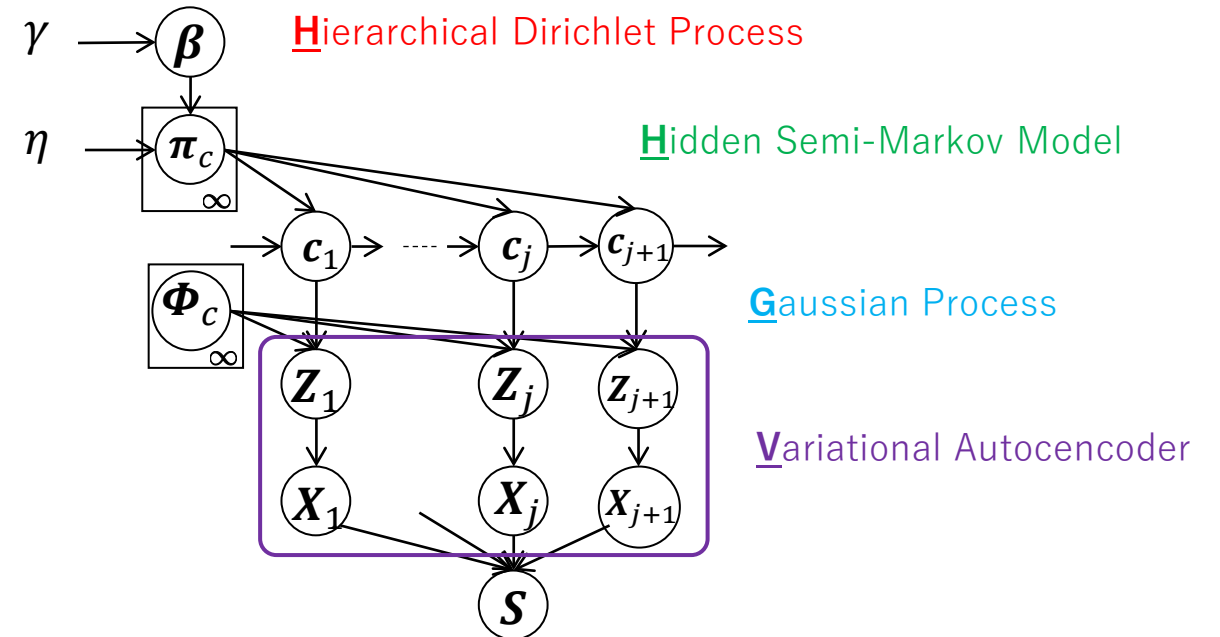 γ β Hierarchical Dirichlet Process
η π_c ∞ Hidden Semi-Markov Model
c_1 ---- c_j c_{j+1}
Φ_c ∞ Gaussian Process
Z_1 Z_j Z_{j+1}
Variational Autocencoder
X_1 X_j X_{j+1}
S